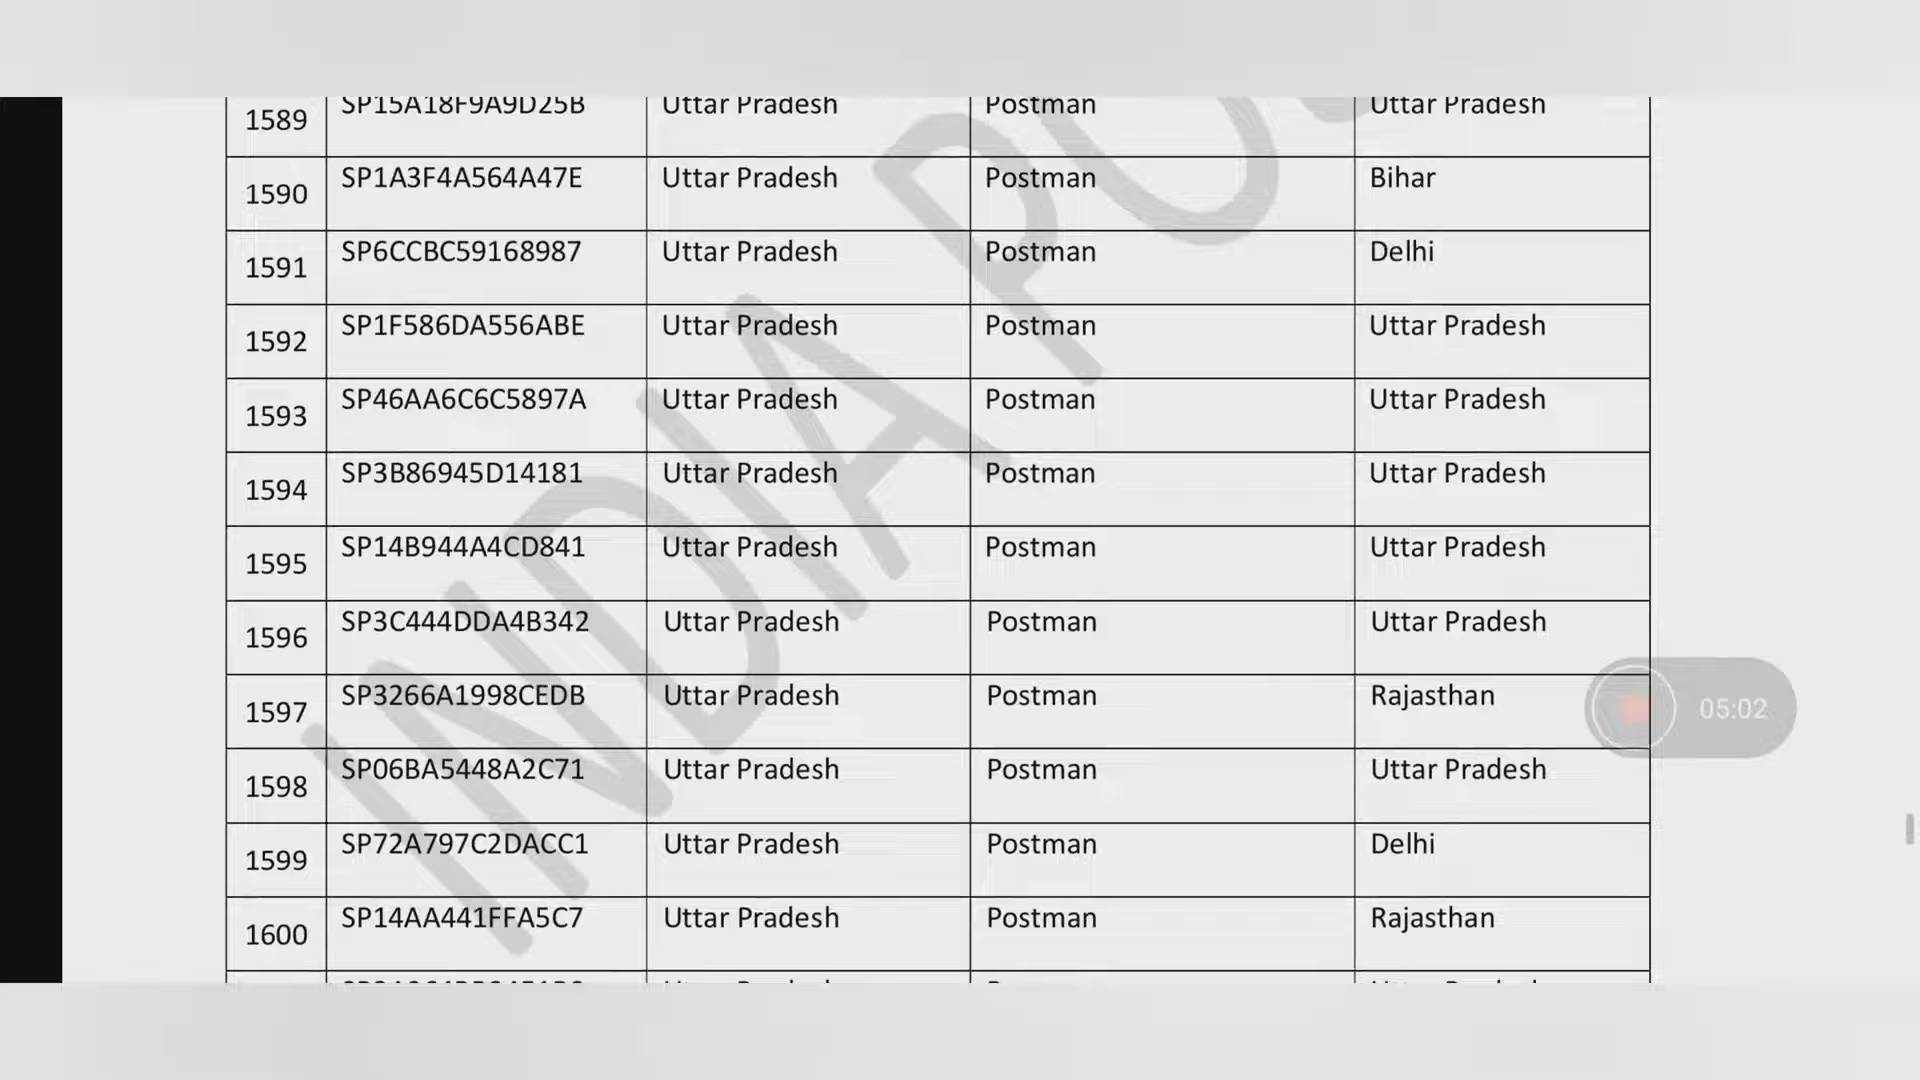 1589 SP15A18F9A9D25B Uttar Pradesh Postman Uttar Pradesh
1590 SP1A3F4A564A47E Uttar Pradesh Postman Bihar
1591 SP6CCBC59168987 Uttar Pradesh Postman Delhi
1592 SP1F586DA556ABE Uttar Pradesh Postman Uttar Pradesh
1593 SP46AA6C6C5897A Uttar Pradesh Postman Uttar Pradesh
1594 SP3B86945D14181 Uttar Pradesh Postman Uttar Pradesh
1595 SP14B944A4CD841 Uttar Pradesh Postman Uttar Pradesh
1596 SP3C444DDA4B342 Uttar Pradesh Postman Uttar Pradesh
1597 SP3266A1998CEDB Uttar Pradesh Postman Rajasthan
05:02
1598 SP06BA5448A2C71 Uttar Pradesh Postman Uttar Pradesh
1599 SP72A797C2DACC1 Uttar Pradesh Postman Delhi
1600 SP14AA441FFA5C7 Uttar Pradesh Postman Rajasthan
INDIA